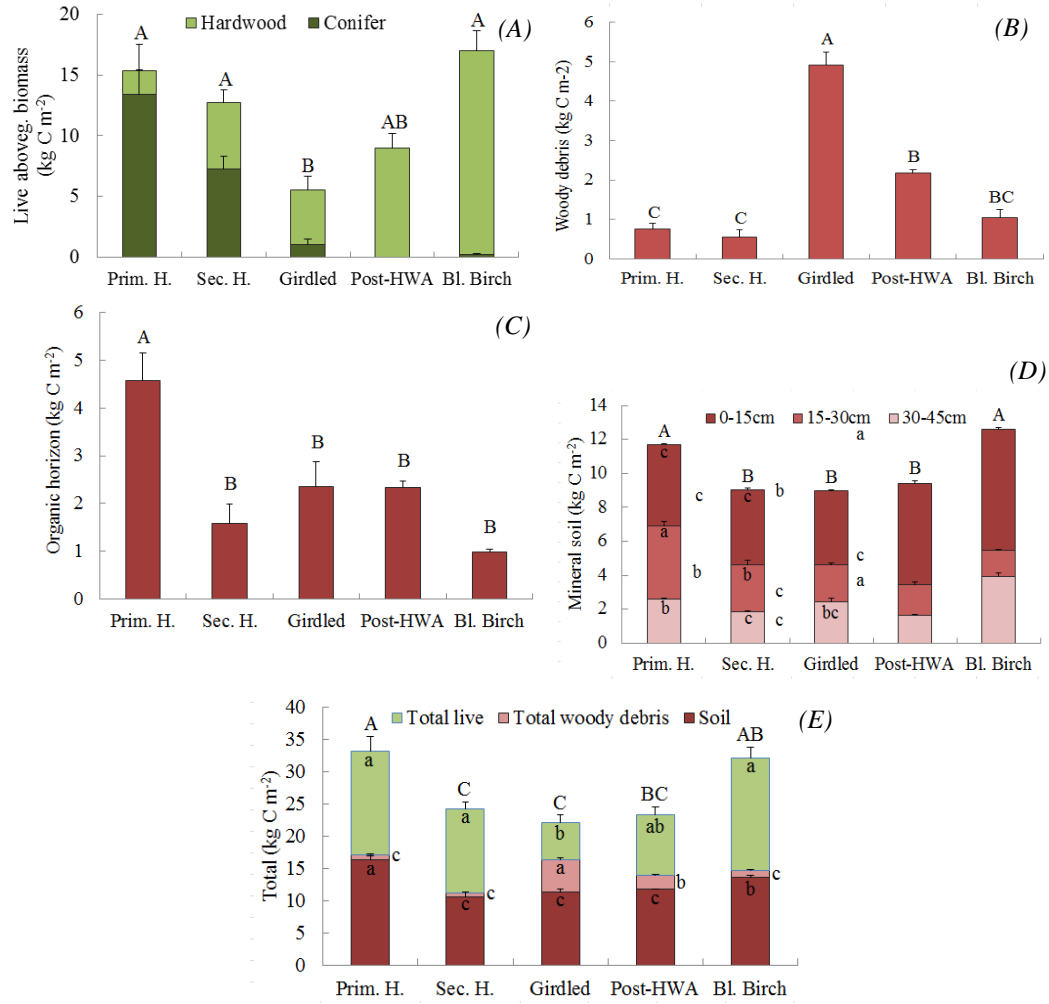 (A)
Hardwood Conifer
Live aboveg. biomass
(kg C m-2)
20
15
10
5
0
A
A
B
AB
A
Prim. H. Sec. H. Girdled Post-HWA Bl. Birch
(B)
Woody debris (kg C m-2)
6
5
4
3
2
1
0
C
C
A
B
BC
Prim. H. Sec. H. Girdled Post-HWA Bl. Birch
(C)
Organic horizon (kg C m-2)
6
5
4
3
2
1
0
A
B
B
B
B
Prim. H. Sec. H. Girdled Post-HWA Bl. Birch
(D)
0-15cm 15-30cm 30-45cm
Mineral soil (kg C m-2)
14
12
10
8
6
4
2
0
A
c
a
b
c
b
B
c
b
c
b
c
c
B
bc
a
c
a
B
A
Prim. H. Sec. H. Girdled Post-HWA Bl. Birch
(E)
Total live Total woody debris Soil
Total (kg C m-2)
40
35
30
25
20
15
10
5
0
A
a
c
a
C
a
c
c
C
b
a
c
BC
ab
b
c
AB
a
c
b
Prim. H. Sec. H. Girdled Post-HWA Bl. Birch